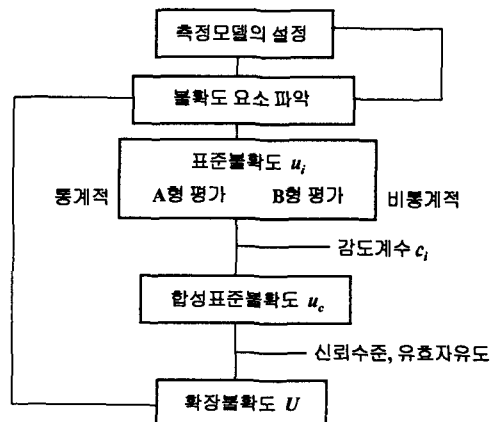 측정모델의 설정
불확도 요소 파악
표준불확도 u_i
통계적 A형 평가 B형 평가 비통계적
감도계수 c_i
합성표준불확도 u_c
신뢰수준, 유효자유도
확장불확도 U